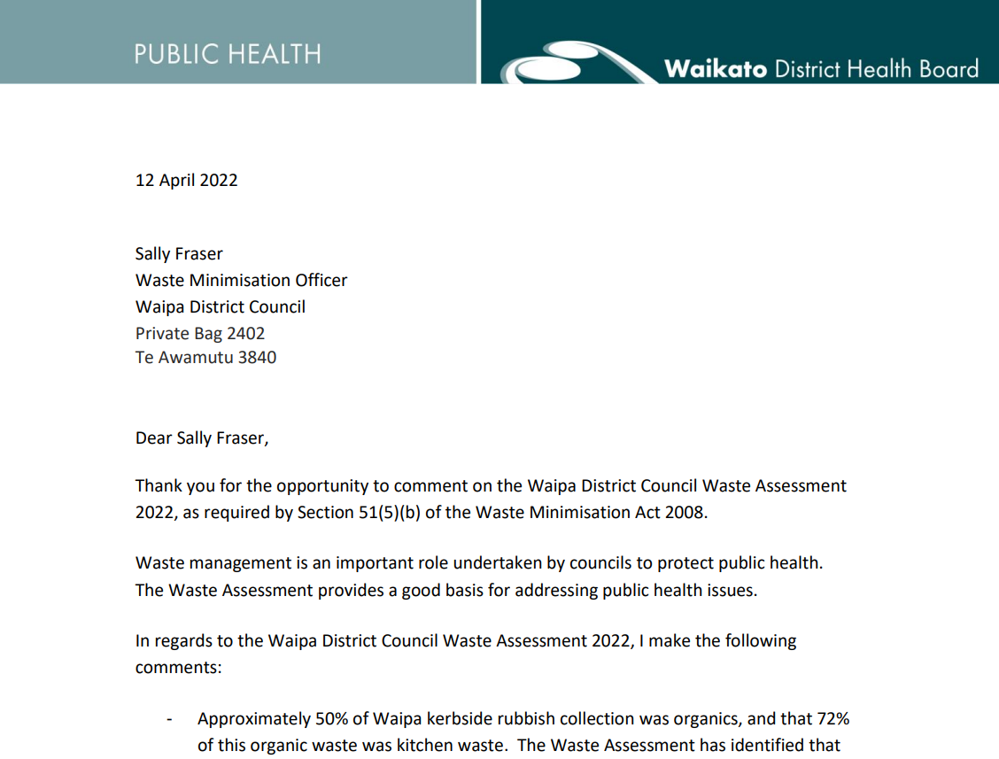 PUBLIC HEALTH
Waikato District Health Board
12 April 2022
Sally Fraser
Waste Minimisation Officer
Waipa District Council
Private Bag 2402
Te Awamutu 3840
Dear Sally Fraser,
Thank you for the opportunity to comment on the Waipa District Council Waste Assessment
2022, as required by Section 51(5)(b) of the Waste Minimisation Act 2008.
Waste management is an important role undertaken by councils to protect public health.
The Waste Assessment provides a good basis for addressing public health issues.
In regards to the Waipa District Council Waste Assessment 2022, I make the following
comments:
- Approximately 50% of Waipa kerbside rubbish collection was organics, and that 72%
of this organic waste was kitchen waste.  The Waste Assessment has identified that